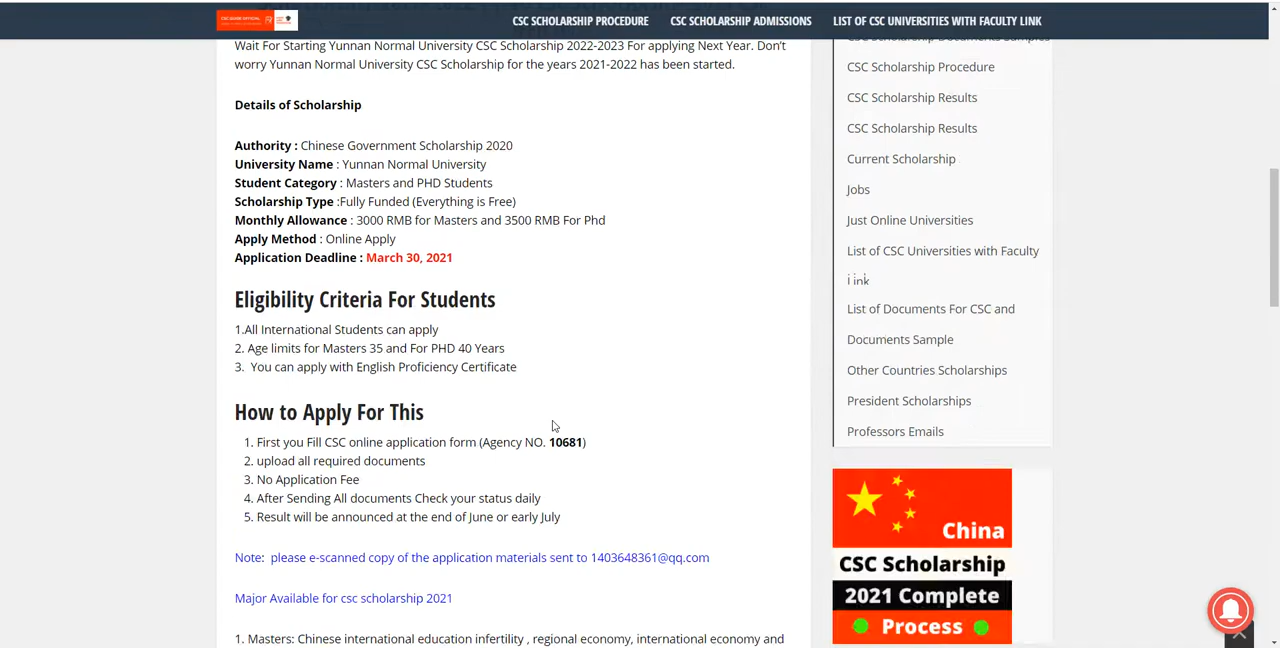 CSC SCHOLARSHIP PROCEDURE CSC SCHOLARSHIP ADMISSIONS LIST OF CSC UNIVERSITIES WITH FACULTY LINK
Wait For Starting Yunnan Normal University CSC Scholarship 2022-2023 For applying Next Year. Don't
worry Yunnan Normal University CSC Scholarship for the years 2021-2022 has been started.
Details of Scholarship
Authority : Chinese Government Scholarship 2020
University Name : Yunnan Normal University
Student Category : Masters and PHD Students
Scholarship Type :Fully Funded (Everything is Free)
Monthly Allowance : 3000 RMB for Masters and 3500 RMB For Phd
Apply Method : Online Apply
Application Deadline : March 30, 2021
Eligibility Criteria For Students
1.All International Students can apply
2. Age limits for Masters 35 and For PHD 40 Years
3. You can apply with English Proficiency Certificate
How to Apply For This
1. First you Fill CSC online application form (Agency NO. 10681)
2. upload all required documents
3. No Application Fee
4. After Sending All documents Check your status daily
5. Result will be announced at the end of June or early July
Note: please e-scanned copy of the application materials sent to 1403648361@qq.com
Major Available for csc scholarship 2021
1. Masters: Chinese international education infertility , regional economy, international economy and
CSC Scholarship Documents Samples
CSC Scholarship Procedure
CSC Scholarship Results
CSC Scholarship Results
Current Scholarship
Jobs
Just Online Universities
List of CSC Universities with Faculty
Link
List of Documents For CSC and
Documents Sample
Other Countries Scholarships
President Scholarships
Professors Emails
China
CSC Scholarship
2021 Complete
Process